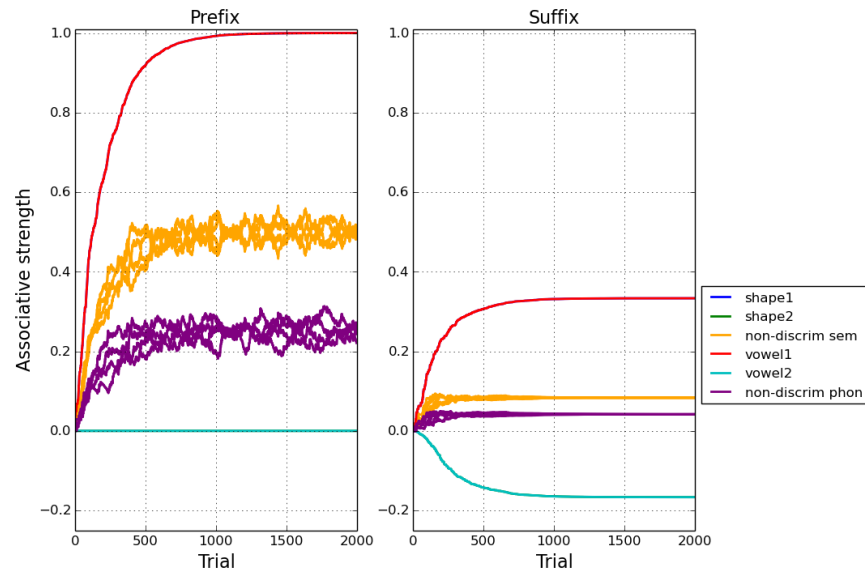 Prefix
Suffix
Associative strength
1.0
0.8
0.6
0.4
0.2
0.0
−0.2
0
500
1000
1500
2000
Trial
1.0
0.8
0.6
0.4
0.2
0.0
−0.2
0
500
1000
1500
2000
Trial
shape1
shape2
non-discrim sem
vowel1
vowel2
non-discrim phon